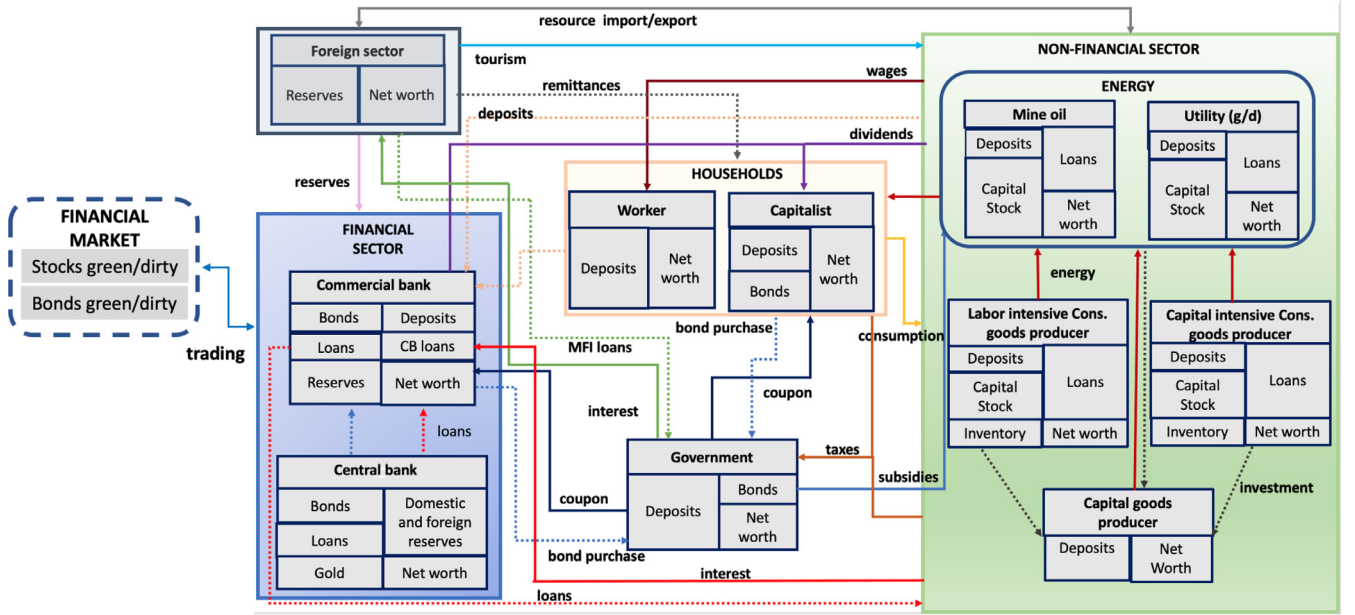 resource import/export
Foreign sector
Reserves
Net worth
tourism
remittances
deposits
wages
dividends
reserves
FINANCIAL
MARKET
Stocks green/dirty
Bonds green/dirty
trading
FINANCIAL
SECTOR
Commercial bank
Bonds
Deposits
Loans
CB loans
Reserves
Net worth
loans
Central bank
Bonds
Domestic
and foreign
reserves
Loans
Gold
Net worth
HOUSEHOLDS
Worker
Deposits
Net
worth
Capitalist
Deposits
Bonds
Net
worth
bond purchase
MFI loans
coupon
interest
consumption
Government
Deposits
Bonds
Net
worth
taxes
subsidies
coupon
bond purchase
interest
loans
NON-FINANCIAL SECTOR
ENERGY
Mine oil
Deposits
Loans
Capital
Stock
Net
worth
Utility (g/d)
Deposits
Loans
Capital
Stock
Net
worth
energy
Labor intensive Cons.
goods producer
Deposits
Capital
Stock
Loans
Inventory
Net worth
Capital intensive Cons.
goods producer
Deposits
Capital
Stock
Loans
Inventory
Net worth
investment
Capital goods
producer
Deposits
Net
Worth